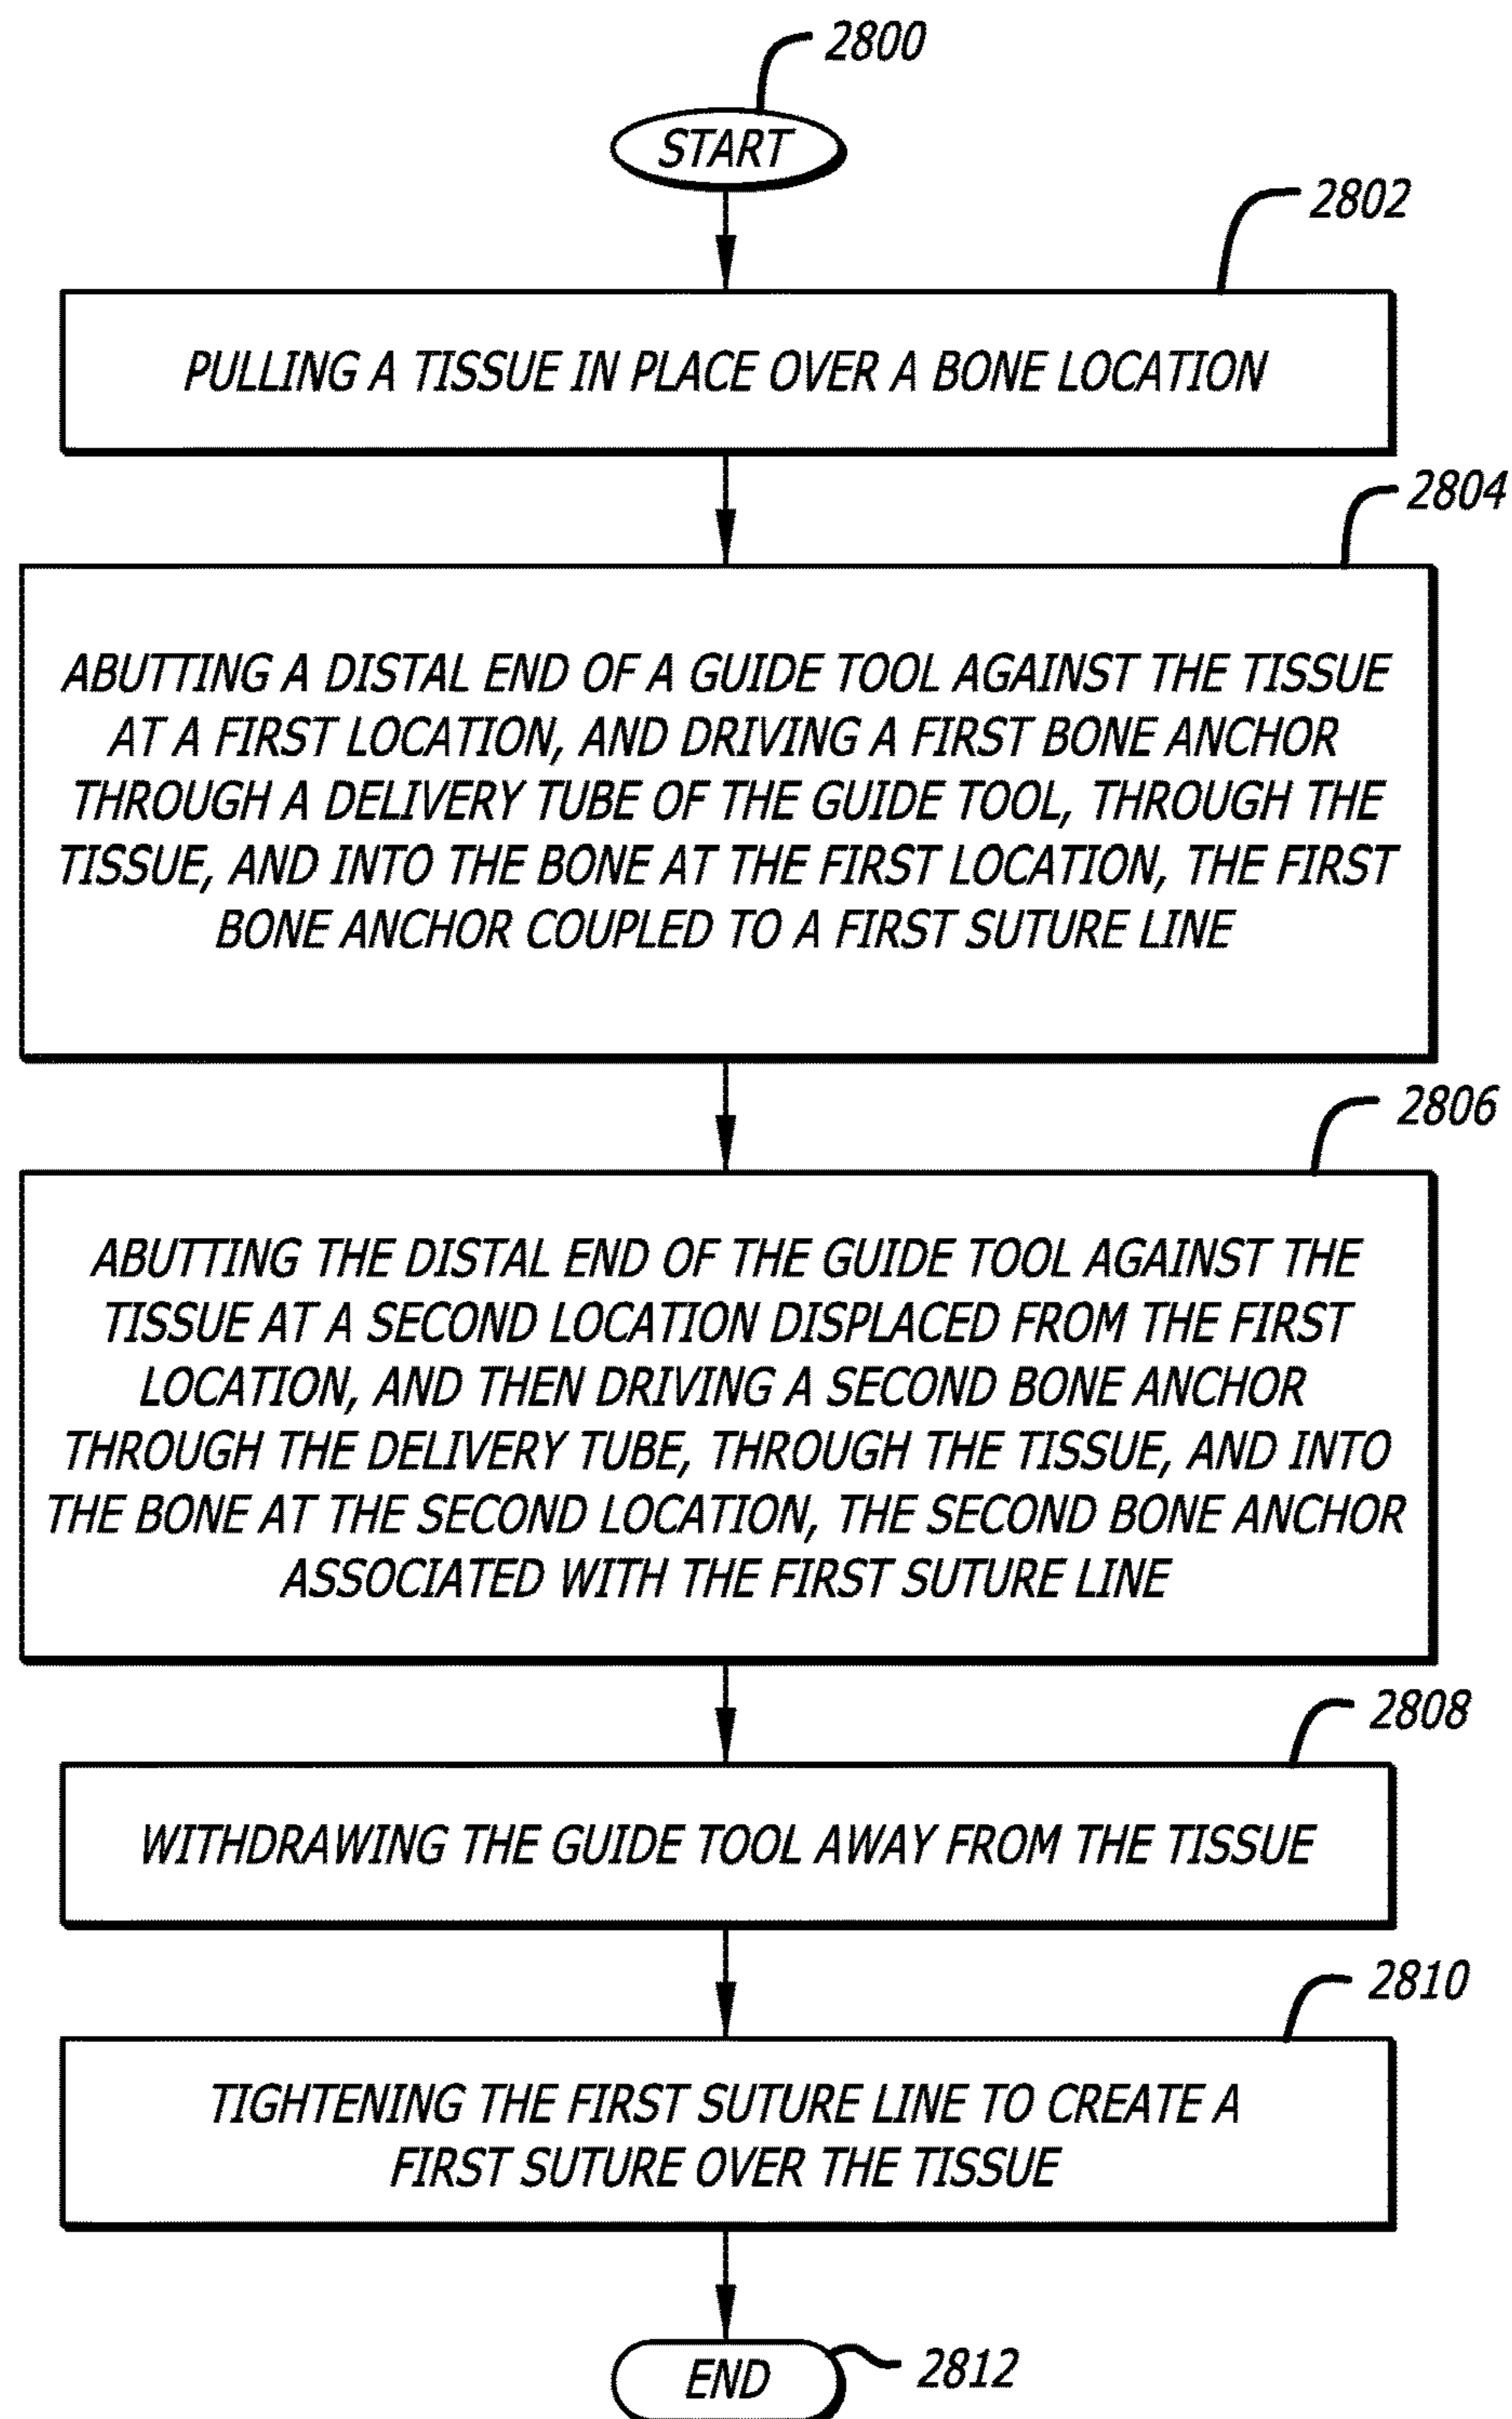 2800
START
2802
PULLING A TISSUE IN PLACE OVER A BONE LOCATION
2804
ABUTTING A DISTAL END OF A GUIDE TOOL AGAINST THE TISSUE
AT A FIRST LOCATION, AND DRIVING A FIRST BONE ANCHOR
THROUGH A DELIVERY TUBE OF THE GUIDE TOOL, THROUGH THE
TISSUE, AND INTO THE BONE AT THE FIRST LOCATION, THE FIRST
BONE ANCHOR COUPLED TO A FIRST SUTURE LINE
2806
ABUTTING THE DISTAL END OF THE GUIDE TOOL AGAINST THE
TISSUE AT A SECOND LOCATION DISPLACED FROM THE FIRST
LOCATION, AND THEN DRIVING A SECOND BONE ANCHOR
THROUGH THE DELIVERY TUBE, THROUGH THE TISSUE, AND INTO
THE BONE AT THE SECOND LOCATION, THE SECOND BONE ANCHOR
ASSOCIATED WITH THE FIRST SUTURE LINE
2808
WITHDRAWING THE GUIDE TOOL AWAY FROM THE TISSUE
2810
TIGHTENING THE FIRST SUTURE LINE TO CREATE A
FIRST SUTURE OVER THE TISSUE
END
2812